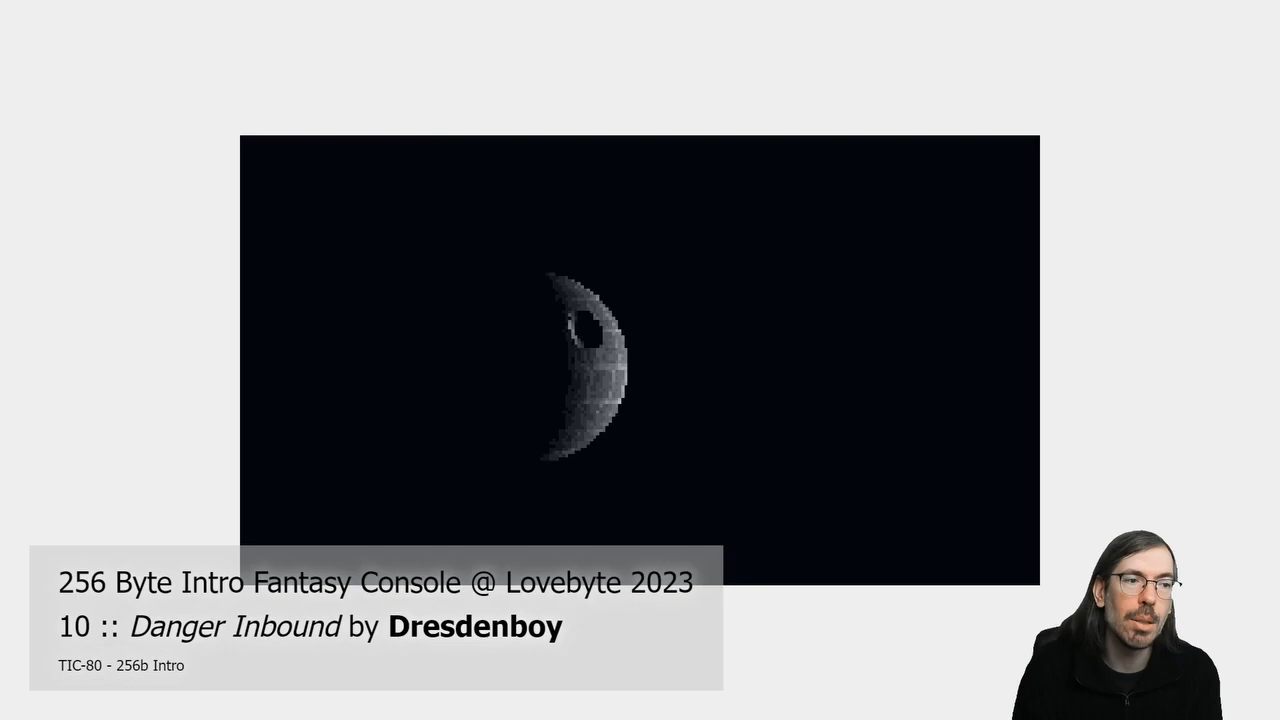 256 Byte Intro Fantasy Console @ Lovebyte 2023
10 :: Danger Inbound by Dresdenboy
TIC-80 - 256b Intro